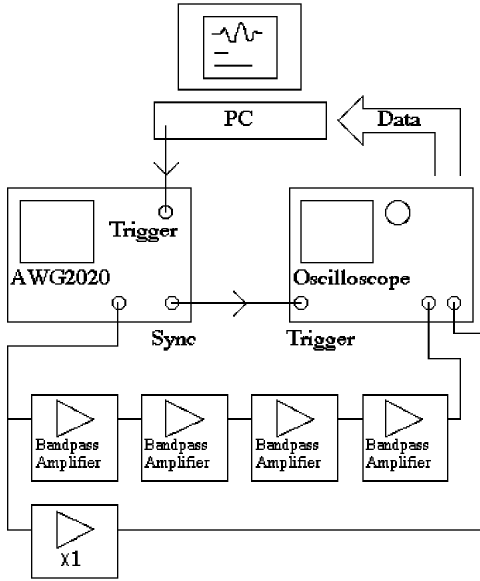 PC
Data
Trigger
AWG2020
Oscilloscope
Sync
Trigger
Bandpass
Amplifier
Bandpass
Amplifier
Bandpass
Amplifier
Bandpass
Amplifier
x1